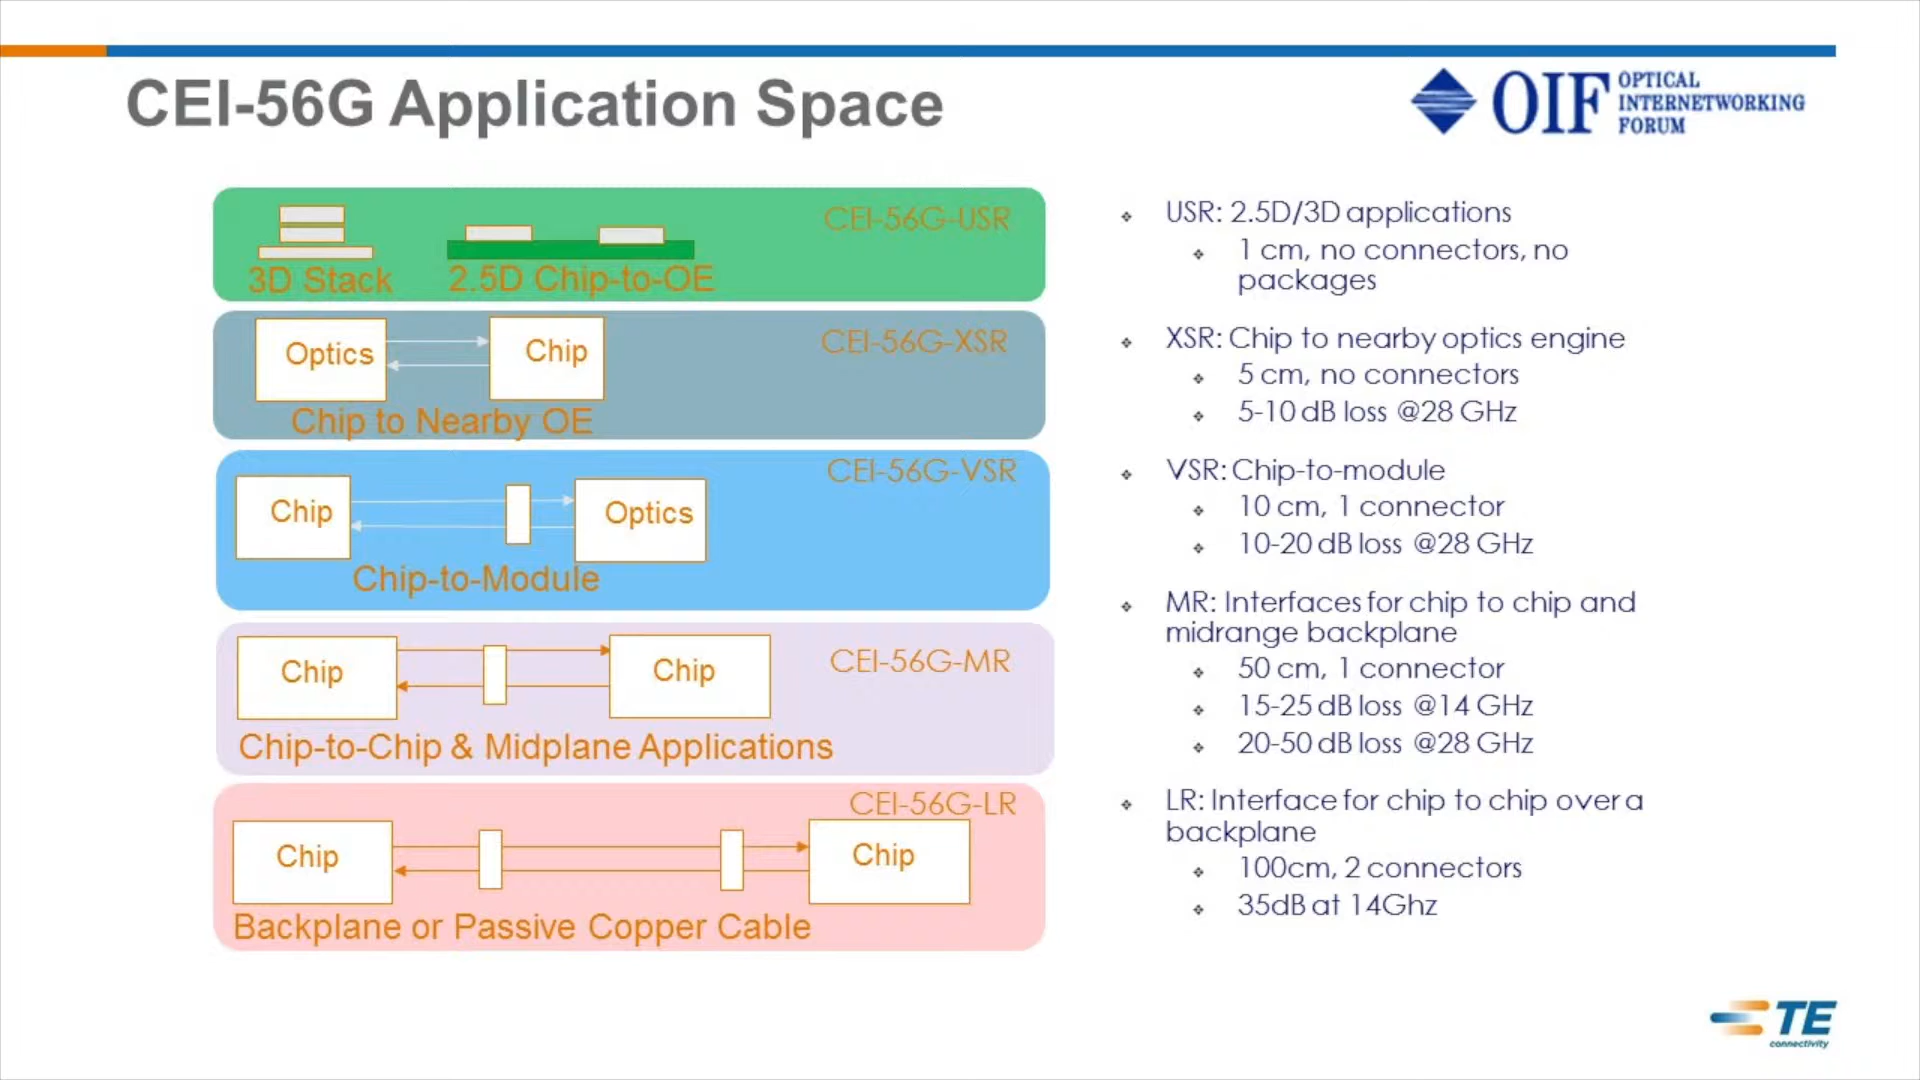 CEI-56G Application Space
OIF OPTICAL
INTERNETWORKING
FORUM
CEI-56G-USR
3D Stack
2.5D Chip-to-OE
CEI-56G-XSR
Optics
Chip
Chip to Nearby OE
CEI-56G-VSR
Chip
Optics
Chip-to-Module
CEI-56G-MR
Chip
Chip
Chip-to-Chip & Midplane Applications
CEI-56G-LR
Chip
Chip
Backplane or Passive Copper Cable
USR: 2.5D/3D applications
1 cm, no connectors, no
packages
XSR: Chip to nearby optics engine
5 cm, no connectors
5-10 dB loss @28 GHz
VSR: Chip-to-module
10 cm, 1 connector
10-20 dB loss @28 GHz
MR: Interfaces for chip to chip and
midrange backplane
50 cm, 1 connector
15-25 dB loss @14 GHz
20-50 dB loss @28 GHz
LR: Interface for chip to chip over a
backplane
100cm, 2 connectors
35dB at 14Ghz
TE
connectivity